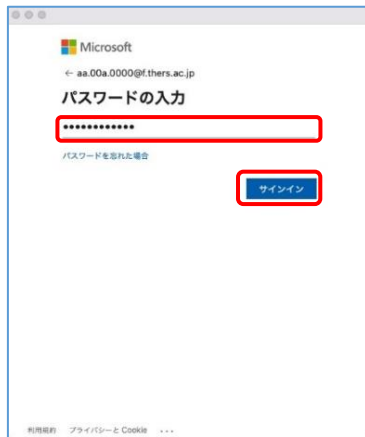 Microsoft
← aa.00a.0000@f.thers.ac.jp
パスワードの入力
••••••••••••
パスワードを忘れた場合
サインイン
利用規約 プライバシーと Cookie ...